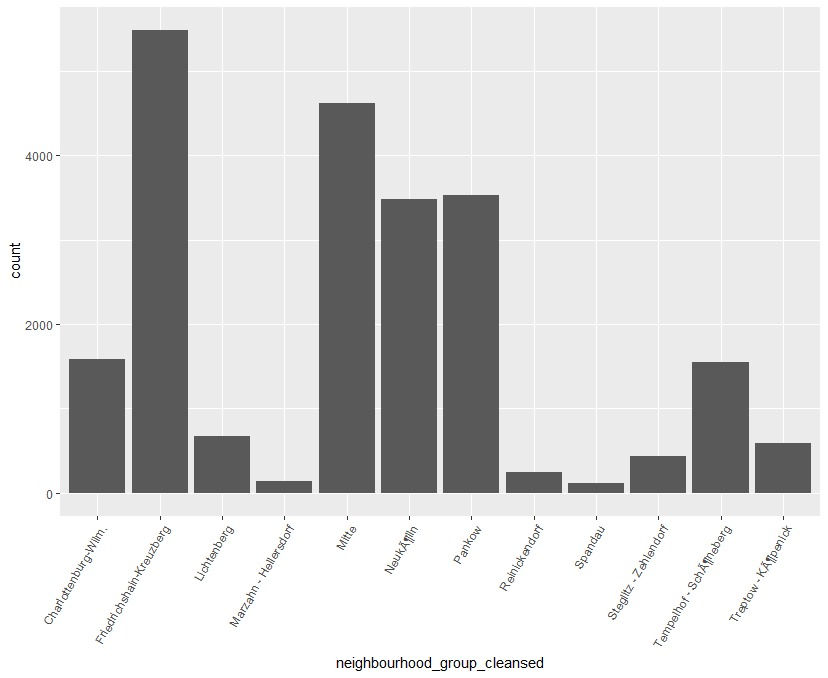 count
4000
2000
0
Charlottenburg-Wilm.
Friedrichshain-Kreuzberg
Lichtenberg
Marzahn - Hellersdorf
Mitte
NeukÃ¶lln
Pankow
Reinickendorf
Spandau
Steglitz - Zehlendorf
Tempelhof - SchÃ¶neberg
Treptow - KÃ¶penick
neighbourhood_group_cleansed